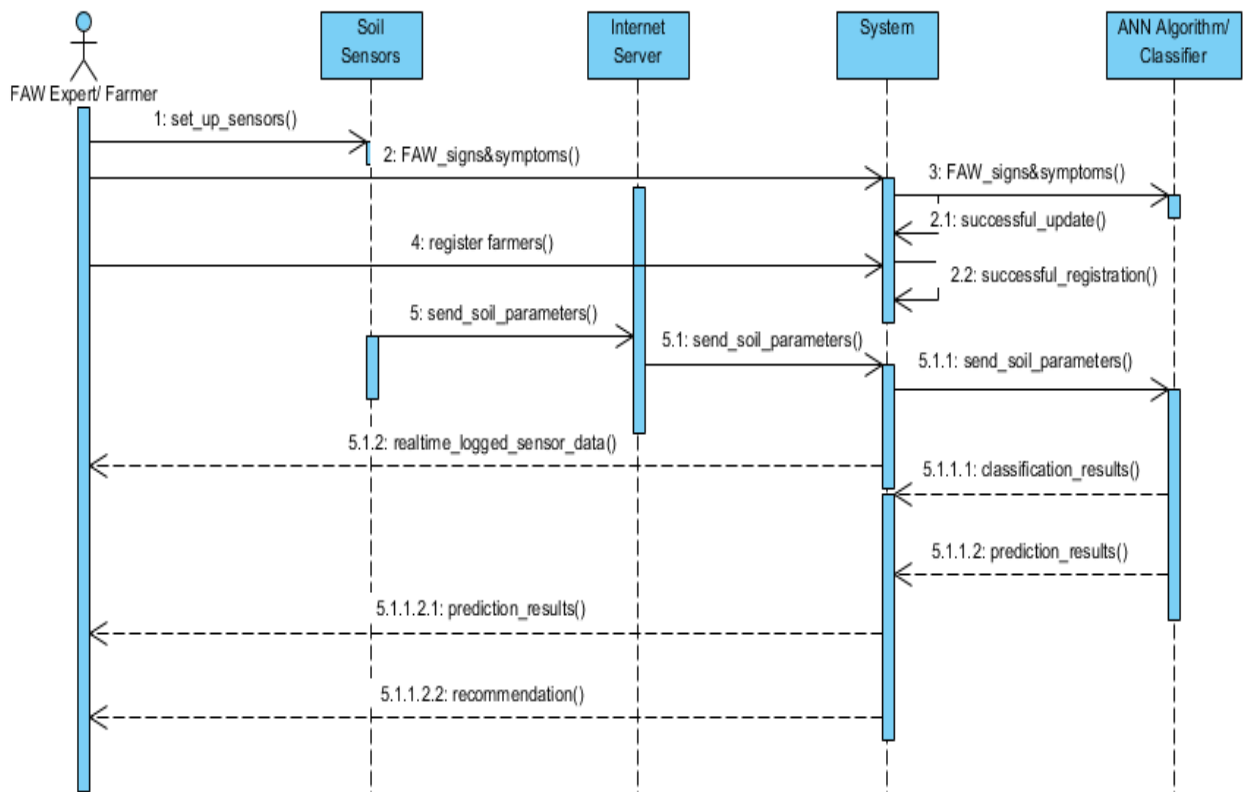 Soil
Sensors
Internet
Server
System
ANN Algorithm/
Classifier
FAW Expert/ Farmer
1: set_up_sensors()
2: FAW_signs&symptoms()
3: FAW_signs&symptoms()
2.1: successful_update()
4: register farmers()
2.2: successful_registration()
5: send_soil_parameters()
5.1: send_soil_parameters()
5.1.1: send_soil_parameters()
5.1.2: realtime_logged_sensor_data()
5.1.1.1: classification_results()
5.1.1.2: prediction_results()
5.1.1.2.1: prediction_results()
5.1.1.2.2: recommendation()